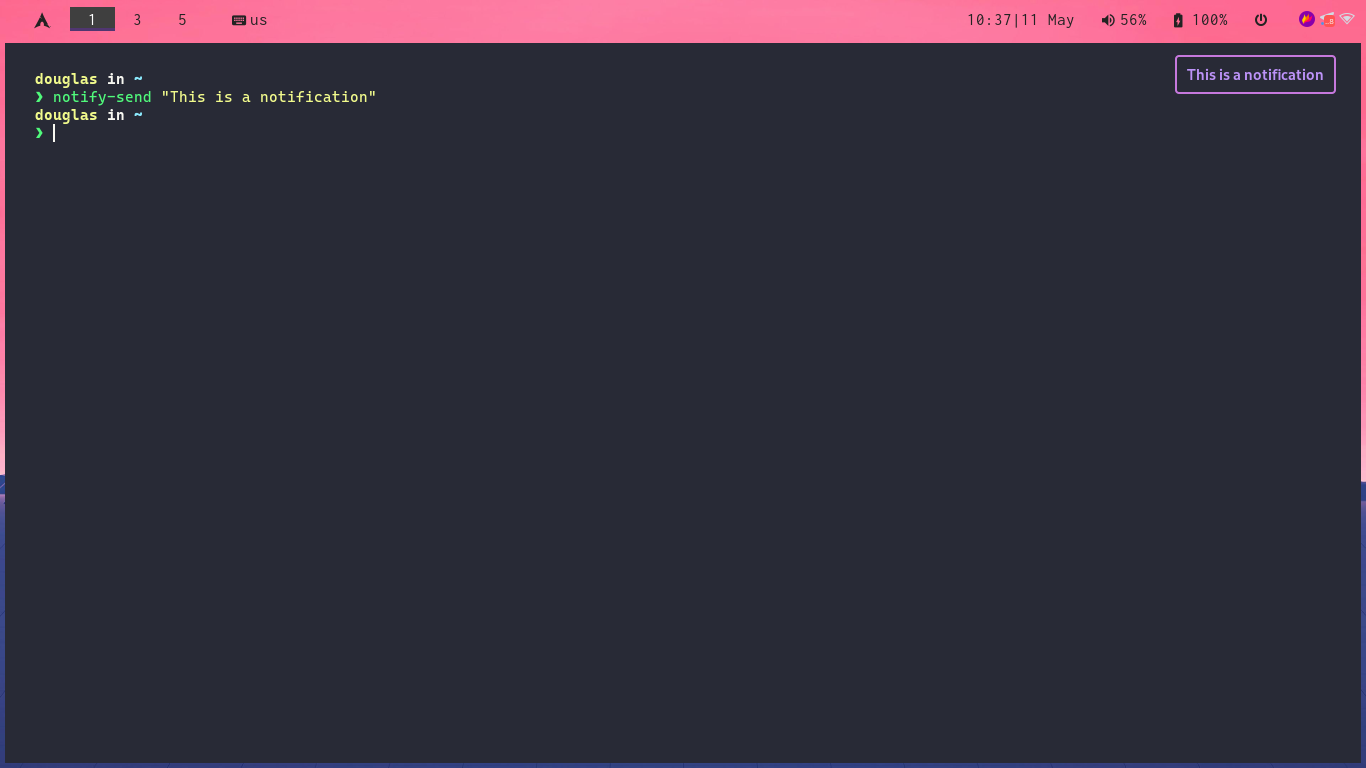 1 3 5 us 10:37|11 May 56% 100%
This is a notification
douglas in ~
❯ notify-send "This is a notification"
douglas in ~
❯